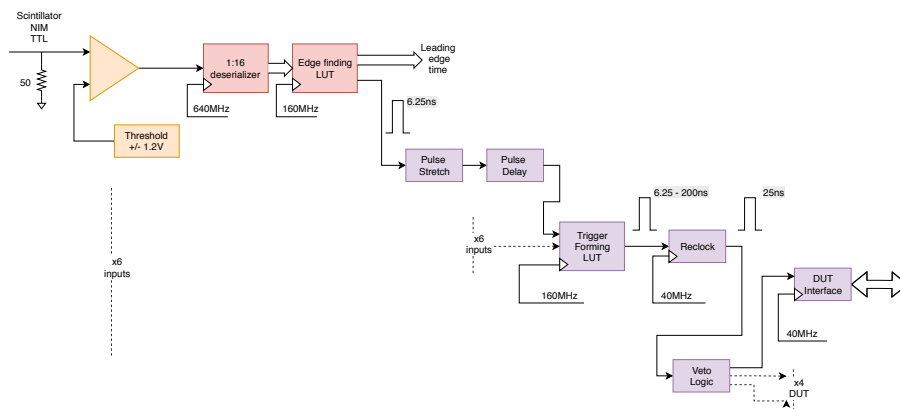 Scintillator
NIM
TTL
50
Threshold
+/- 1.2V
1:16
deserializer
640MHz
Edge finding
LUT
160MHz
Leading
edge
time
6.25ns
Pulse
Stretch
Pulse
Delay
x6
inputs
x6
inputs
Trigger
Forming
LUT
160MHz
6.25 - 200ns
Reclock
40MHz
25ns
DUT
Interface
40MHz
Veto
Logic
x4
DUT